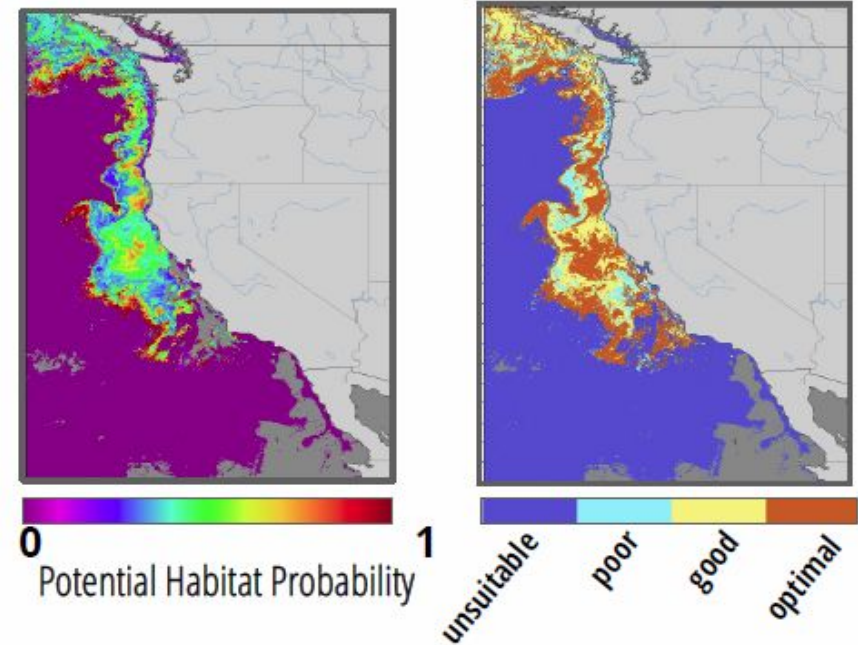 0
1
Potential Habitat Probability
unsuitable
poor
good
optimal